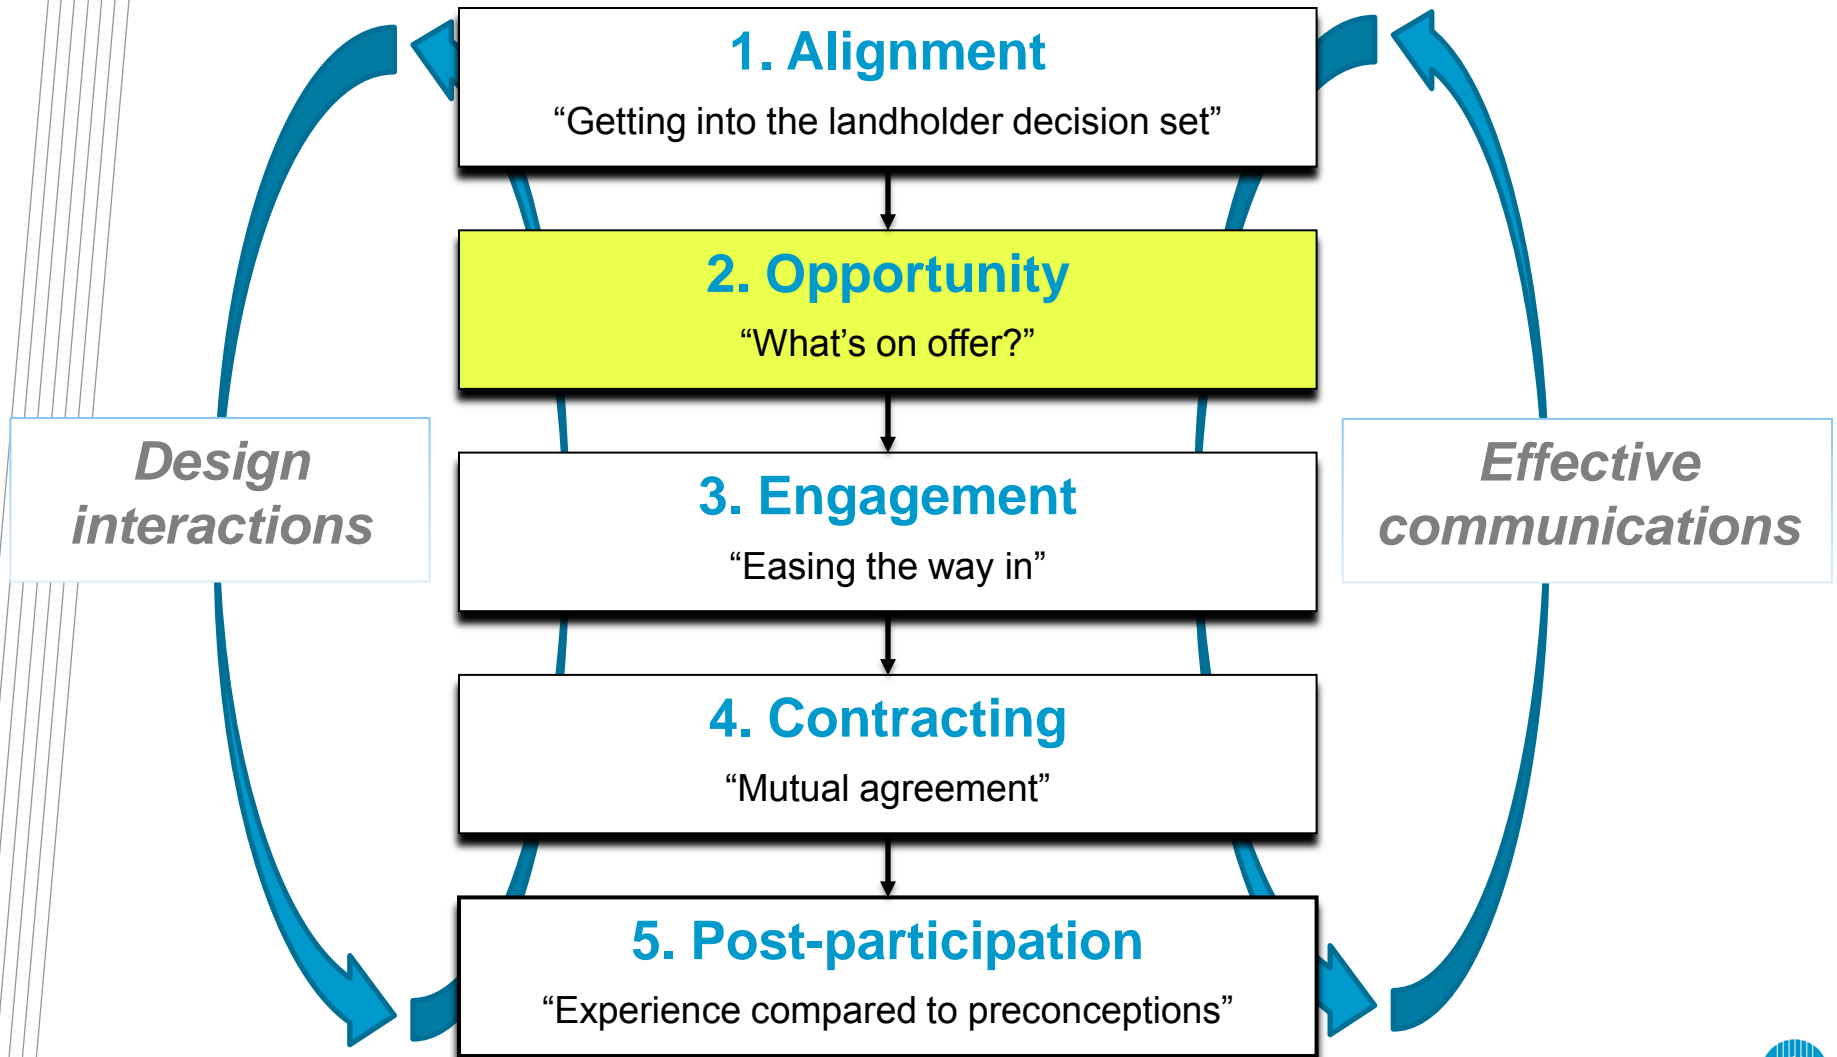 1. Alignment
“Getting into the landholder decision set”
2. Opportunity
“What’s on offer?”
Design
interactions
3. Engagement
“Easing the way in”
Effective
communications
4. Contracting
“Mutual agreement”
5. Post-participation
“Experience compared to preconceptions”